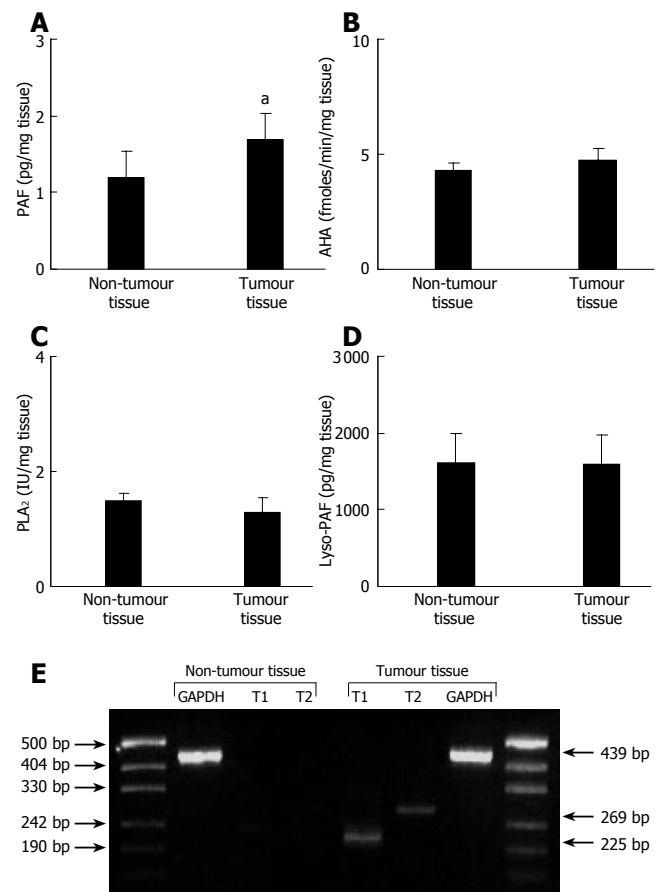 A
PAF (pg/mg tissue)
3
2
1
0
a
Non-tumour
tissue
Tumour
tissue
B
AHA (fmoles/min/mg tissue)
10
5
0
Non-tumour
tissue
Tumour
tissue
C
PLA₂ (IU/mg tissue)
4
2
0
Non-tumour
tissue
Tumour
tissue
D
Lyso-PAF (pg/mg tissue)
3000
2000
1000
0
Non-tumour
tissue
Tumour
tissue
E
Non-tumour tissue
Tumour tissue
GAPDH T1 T2 T1 T2 GAPDH
500 bp
404 bp
330 bp
242 bp
190 bp
439 bp
269 bp
225 bp